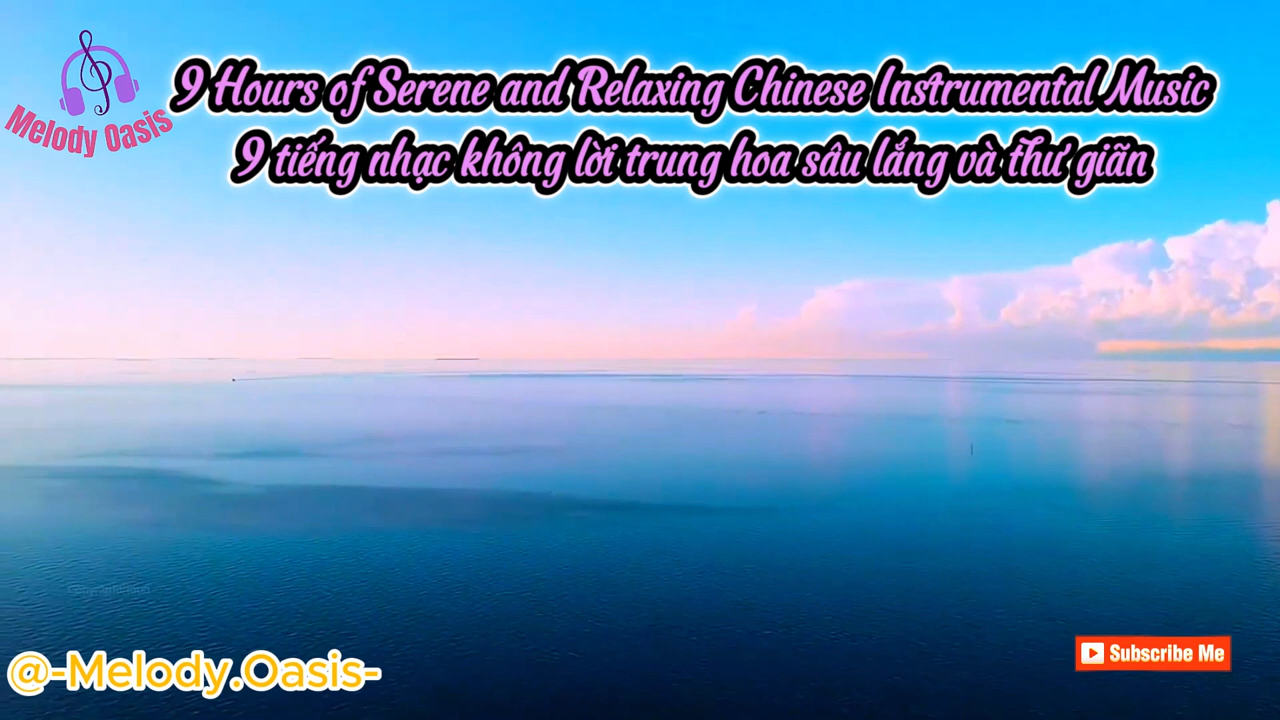 Melody Oasis
9 Hours of Serene and Relaxing Chinese Instrumental Music
9 tiếng nhạc không lời trung hoa sâu lắng và thư giãn
@-Melody.Oasis-
Subscribe Me